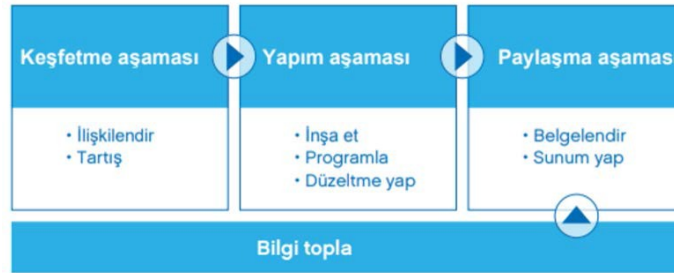 Keşfetme aşaması
Yapım aşaması
Paylaşma aşaması
• İlişkilendir
• Tartış
• İnşa et
• Programla
• Düzeltme yap
• Belgelendir
• Sunum yap
Bilgi topla